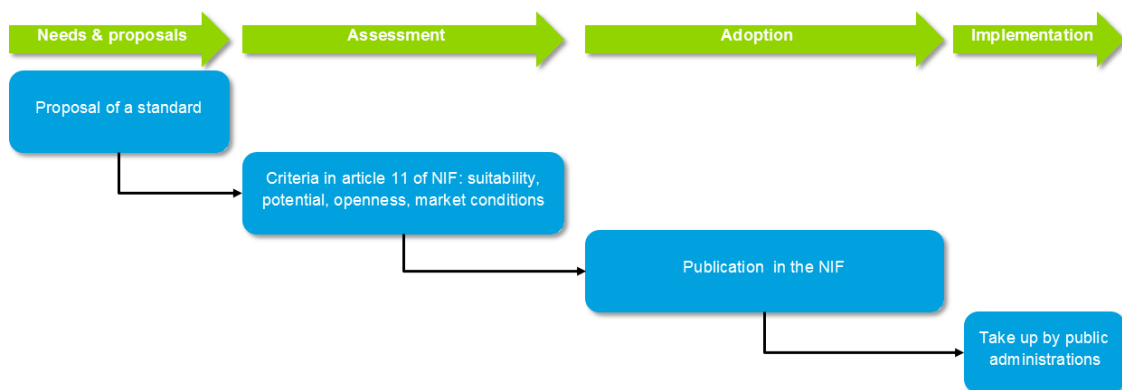 Needs & proposals
Assessment
Adoption
Implementation
Proposal of a standard
Criteria in article 11 of NIF: suitability,
potential, openness, market conditions
Publication  in the NIF
Take up by public
administrations